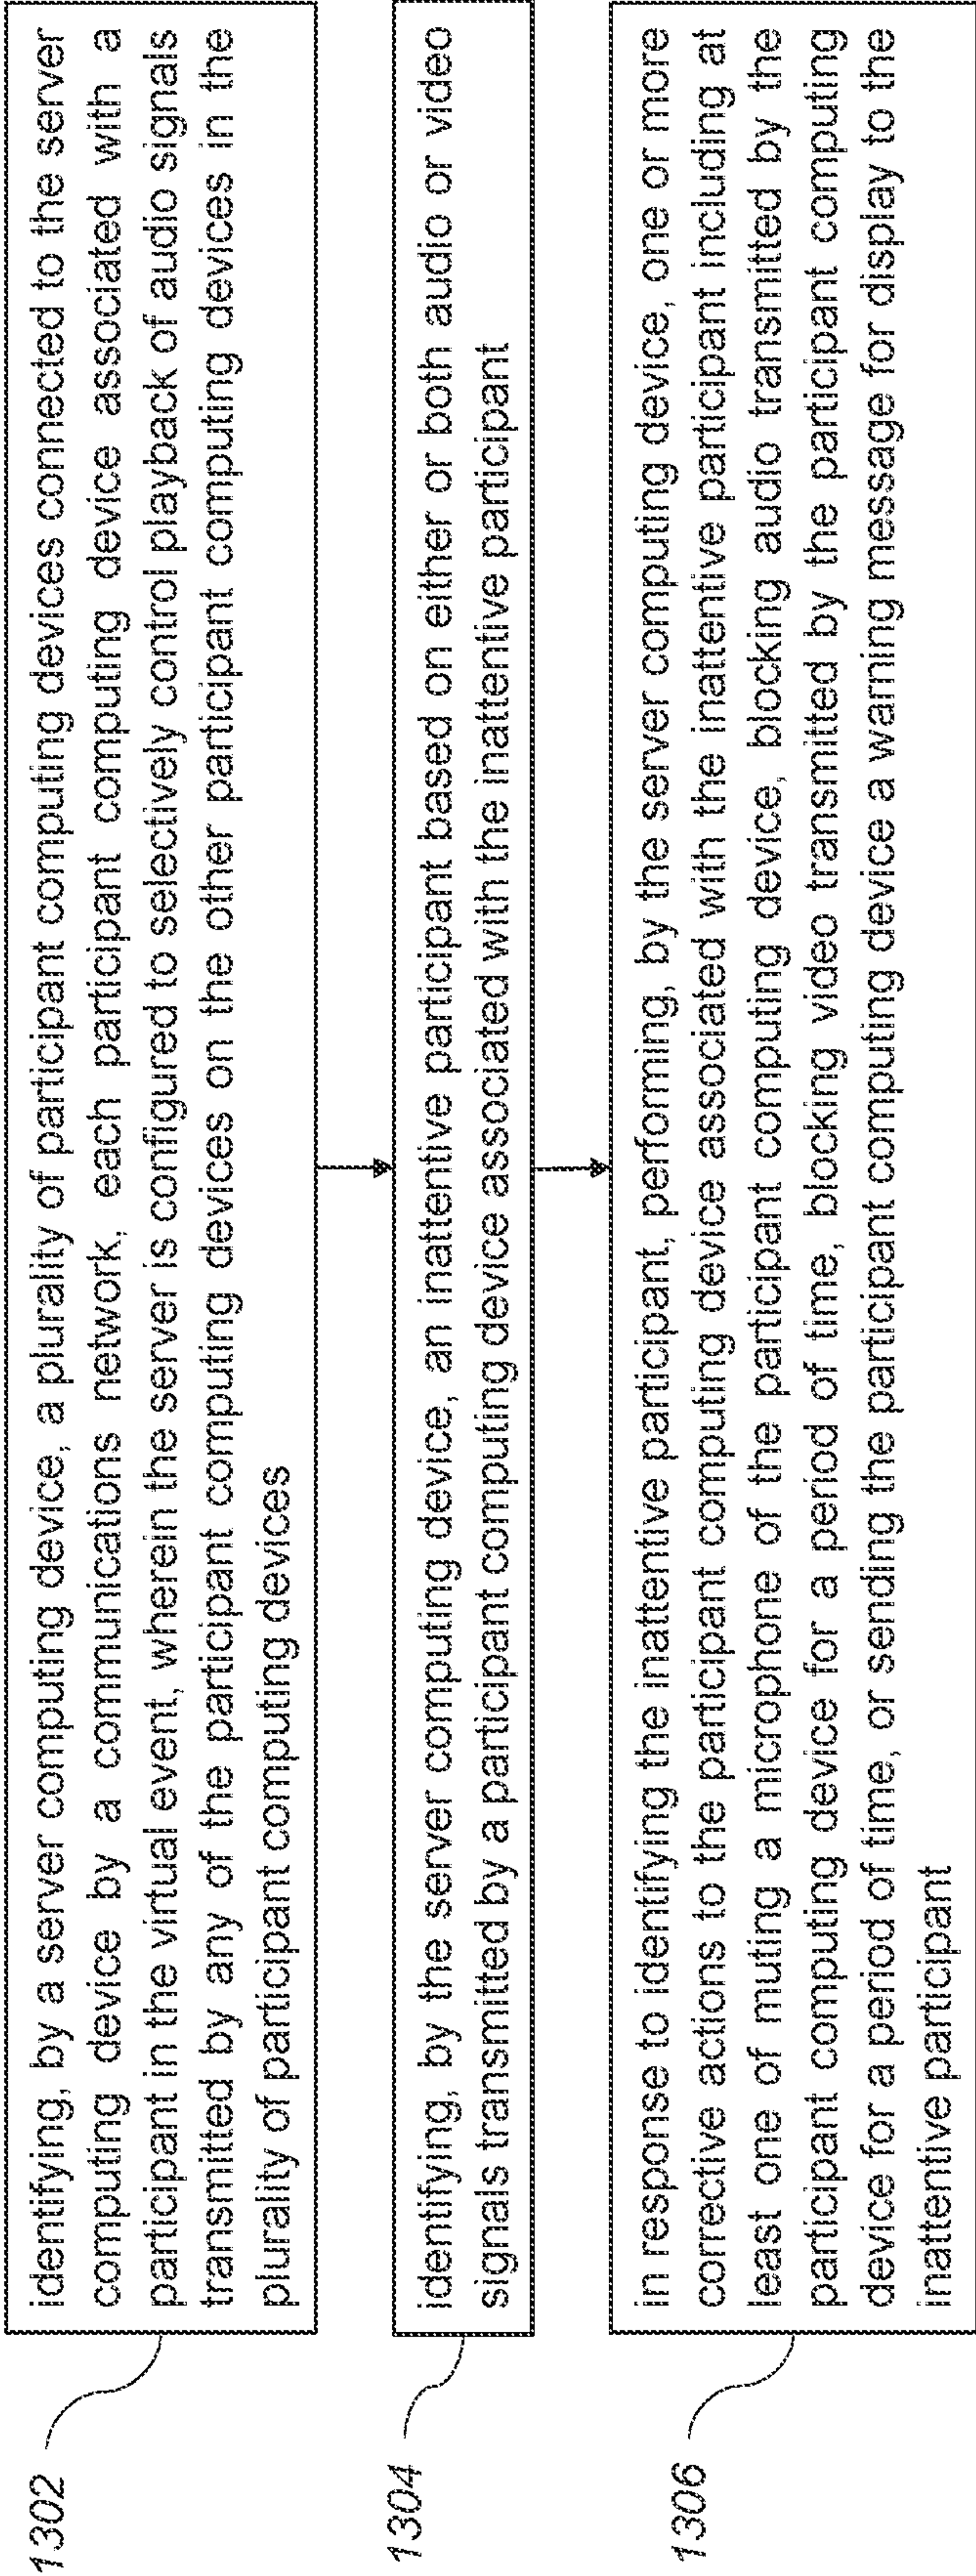 1302
identifying, by a server computing device, a plurality of participant computing devices connected to the server
computing device by a communications network, each participant computing device associated with a
participant in the virtual event, wherein the server is configured to selectively control playback of audio signals
transmitted by any of the participant computing devices on the other participant computing devices in the
plurality of participant computing devices
1304
identifying, by the server computing device, an inattentive participant based on either or both audio or video
signals transmitted by a participant computing device associated with the inattentive participant
1306
in response to identifying the inattentive participant, performing, by the server computing device, one or more
corrective actions to the participant computing device associated with the inattentive participant including at
least one of muting a microphone of the participant computing device, blocking audio transmitted by the
participant computing device for a period of time, blocking video transmitted by the participant computing
device for a period of time, or sending the participant computing device a warning message for display to the
inattentive participant